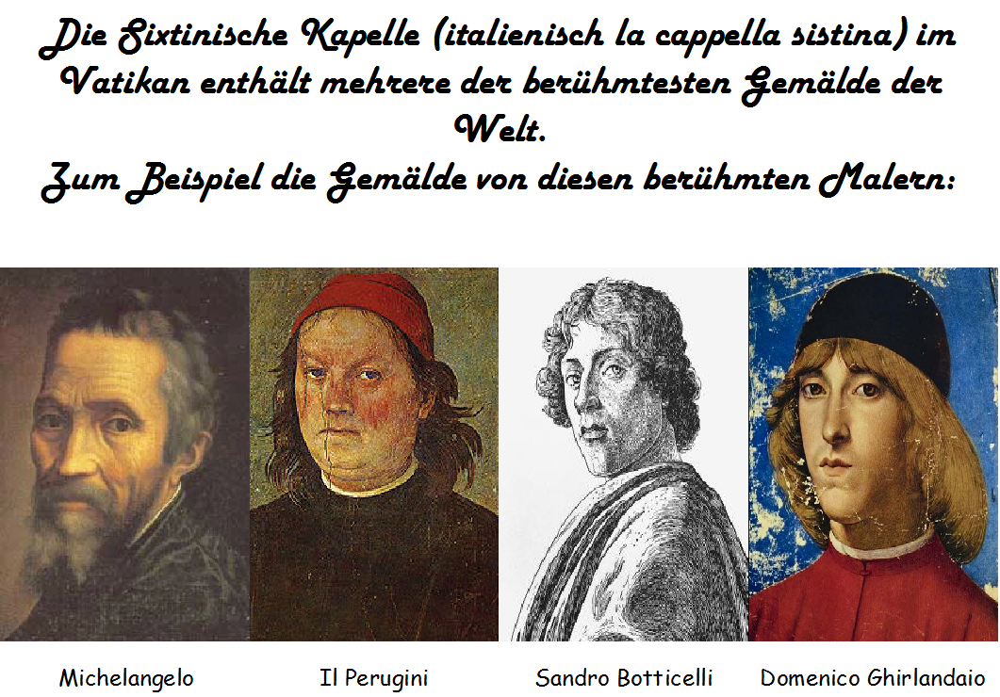 Die Sixtinische Kapelle (italienisch la cappella sistina) im
Vatikan enthält mehrere der berühmtesten Gemälde der
Welt.
Zum Beispiel die Gemälde von diesen berühmten Malern:
Michelangelo
Il Perugini
Sandro Botticelli
Domenico Ghirlandaio